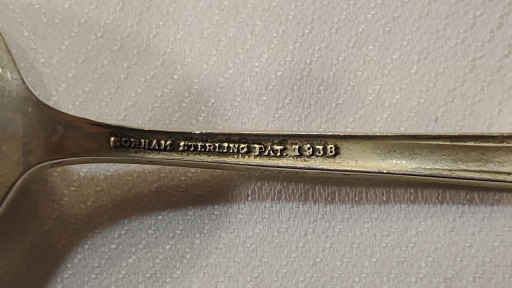 GORHAM STERLING PAT. 1938